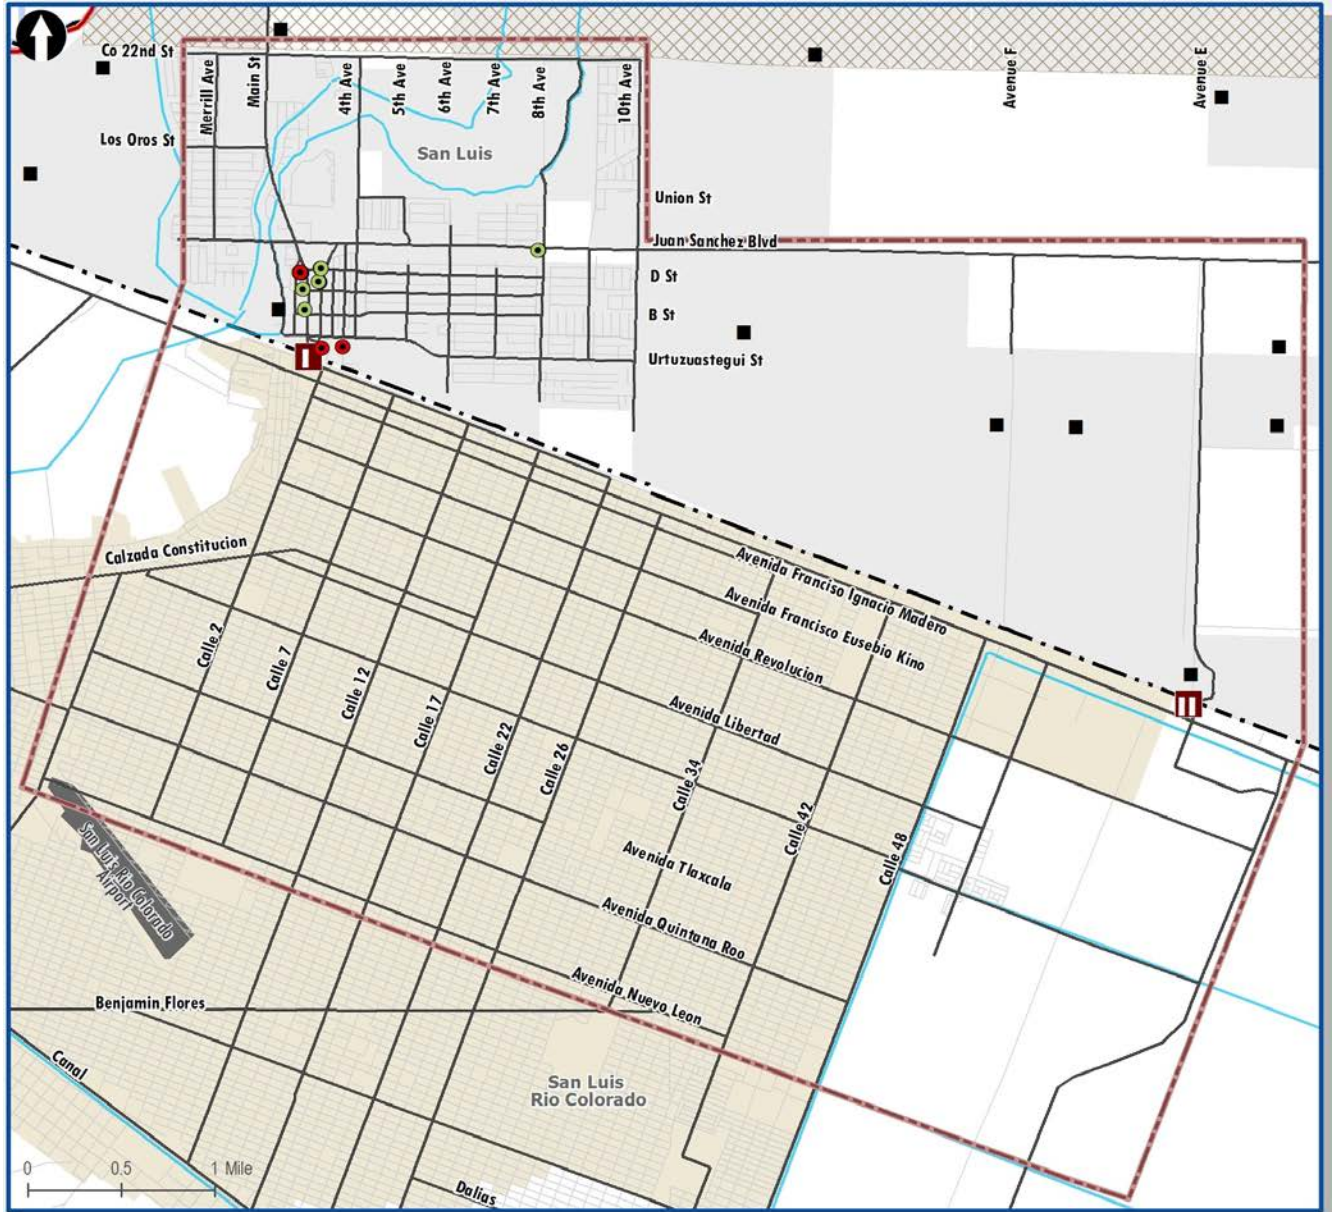 Co 22nd St
Merrill Ave
Main St
4th Ave
5th Ave
6th Ave
7th Ave
8th Ave
10th Ave
Avenue F
Avenue E
Los Oros St
San Luis
Union St
Juan Sanchez Blvd
D St
B St
Urtuzuastegui St
Calzada Constitucion
Avenida Franciso Ignacio Madero
Avenida Francisco Eusebio Kino
Avenida Revolucion
Avenida Libertad
Calle 2
Calle 7
Calle 12
Calle 17
Calle 22
Calle 26
Calle 34
Calle 42
Calle 48
San Luis Rio Colorado
Airport
Avenida Tlaxcala
Avenida Quintana Roo
Avenida Nuevo Leon
Benjamin Flores
Canal
San Luis
Rio Colorado
Dalias
0 0.5 1 Mile